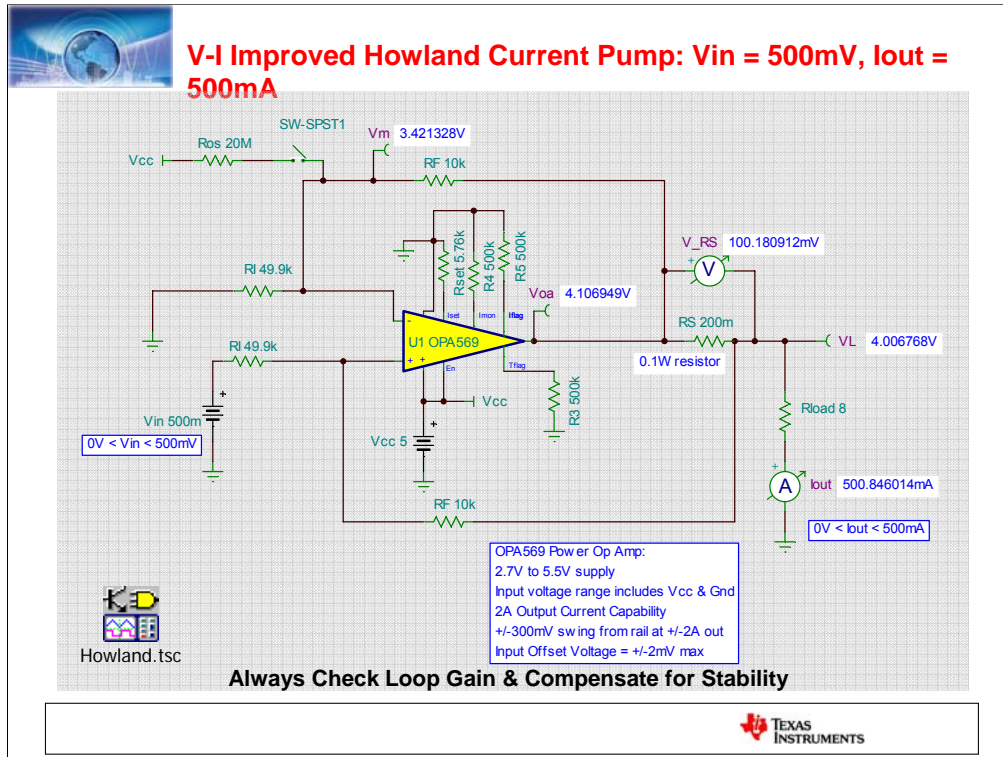 V-I Improved Howland Current Pump: Vin = 500mV, Iout =
500mA
SW-SPST1
Ros 20M
Vcc
Vm 3.421328V
RF 10k
V_RS 100.180912mV
V
RI 49.9k
Rset 5.76k
R4 500k
R5 500k
Voa 4.106949V
Iset
Imon
Iflag
U1 OPA569
RS 200m
VL 4.006768V
0.1W resistor
RI 49.9k
En
Tflag
Vcc
R3 500k
Rload 8
Vin 500m
0V < Vin < 500mV
Vcc 5
A
Iout 500.846014mA
0V < Iout < 500mA
RF 10k
OPA569 Power Op Amp:
2.7V to 5.5V supply
Input voltage range includes Vcc & Gnd
2A Output Current Capability
+/-300mV swing from rail at +/-2A out
Input Offset Voltage = +/-2mV max
Howland.tsc
Always Check Loop Gain & Compensate for Stability
TEXAS
INSTRUMENTS